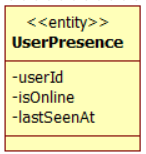 <<entity>>
UserPresence
-userId
-isOnline
-lastSeenAt